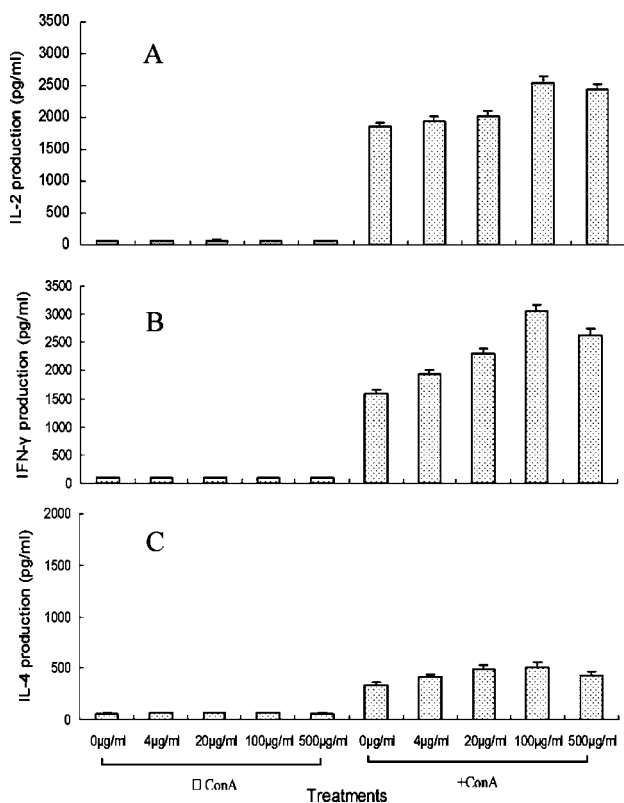 A
IL-2 production (pg/ml)
3500
3000
2500
2000
1500
1000
500
0
B
IFN-γ production (pg/ml)
3500
3000
2500
2000
1500
1000
500
0
C
IL-4 production (pg/ml)
2000
1500
1000
500
0
0μg/ml 4μg/ml 20μg/ml 100μg/ml 500μg/ml 0μg/ml 4μg/ml 20μg/ml 100μg/ml 500μg/ml
□ ConA +ConA
Treatments